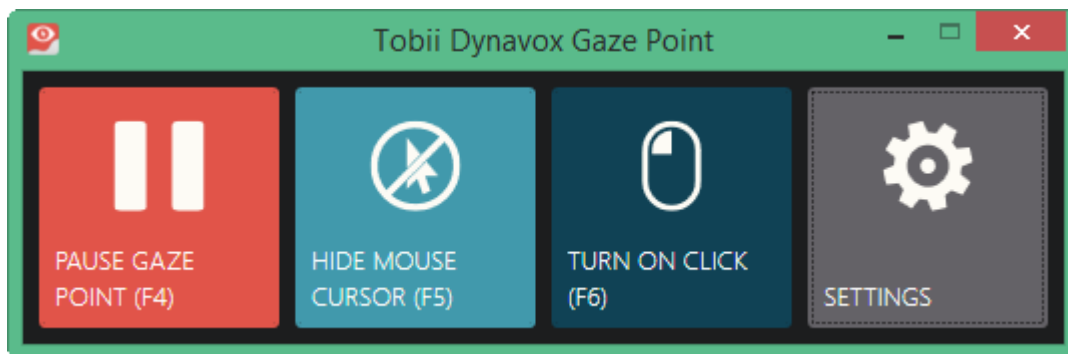 Tobii Dynavox Gaze Point
PAUSE GAZE
POINT (F4)
HIDE MOUSE
CURSOR (F5)
TURN ON CLICK
(F6)
SETTINGS